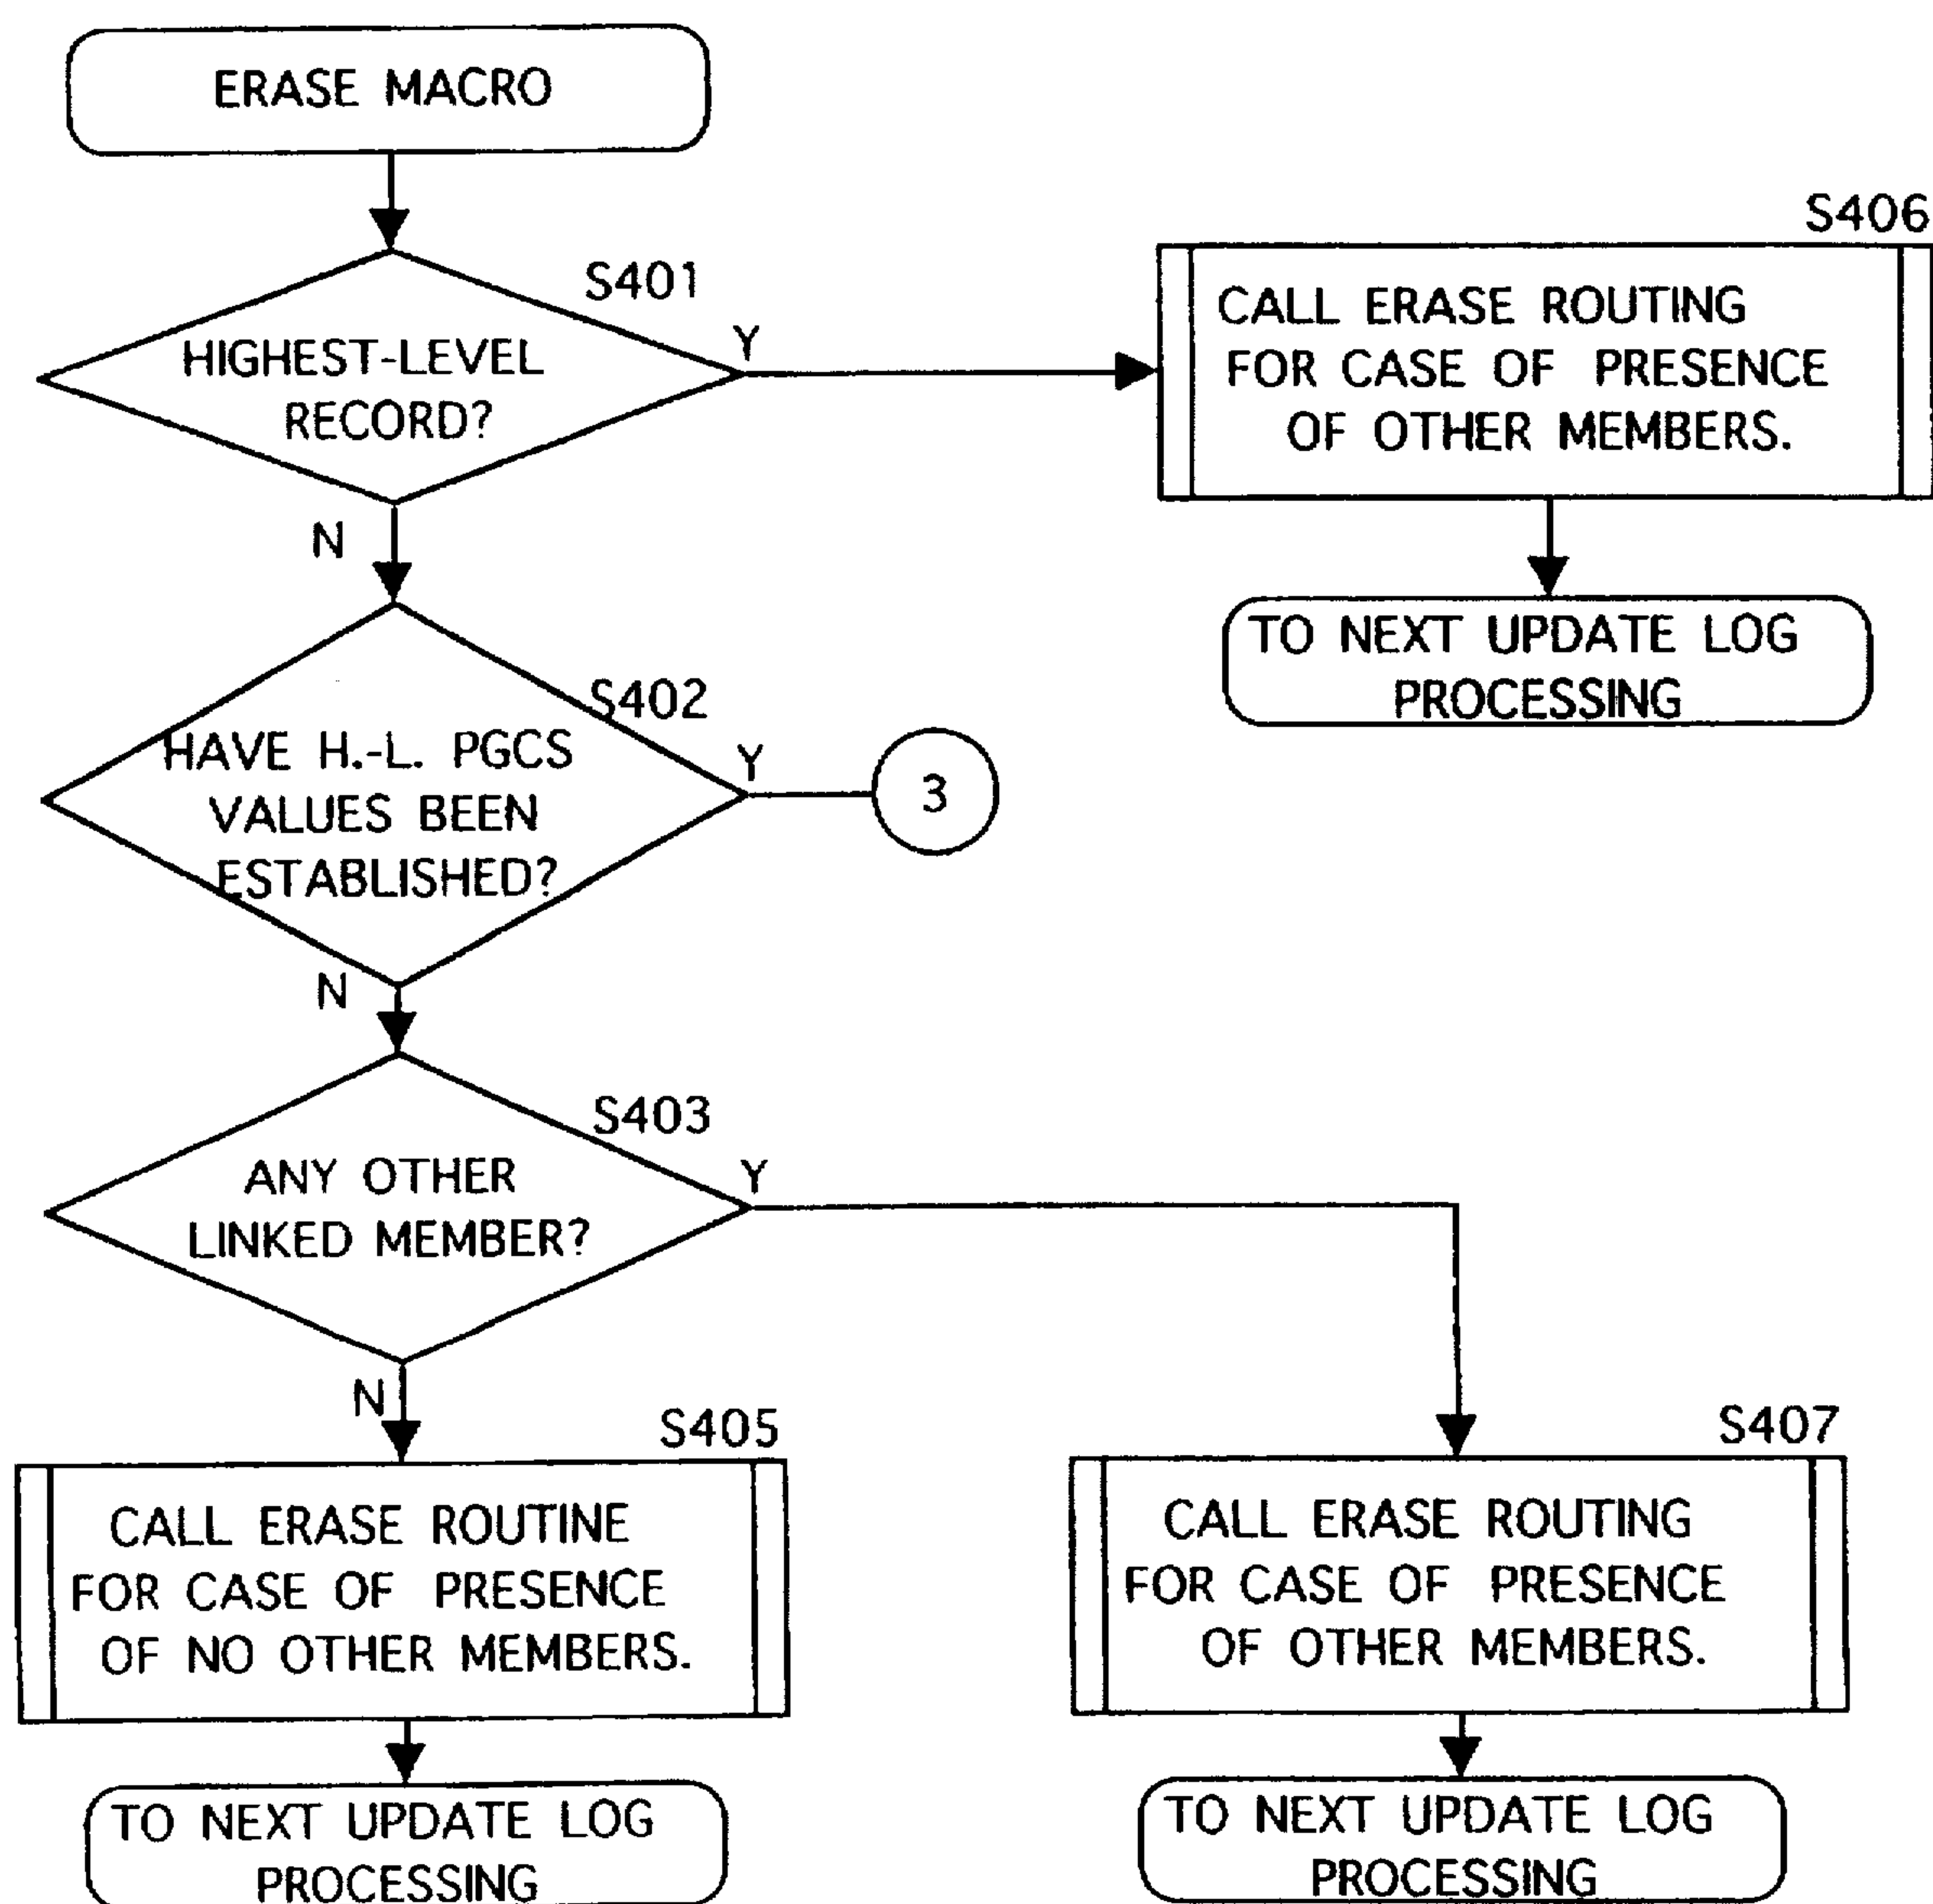 ERASE MACRO
S401
HIGHEST-LEVEL
RECORD?
Y
N
S406
CALL ERASE ROUTING
FOR CASE OF PRESENCE
OF OTHER MEMBERS.
TO NEXT UPDATE LOG
PROCESSING
S402
HAVE H.-L. PGCS
VALUES BEEN
ESTABLISHED?
Y
3
N
S403
ANY OTHER
LINKED MEMBER?
Y
N
S405
CALL ERASE ROUTINE
FOR CASE OF PRESENCE
OF NO OTHER MEMBERS.
TO NEXT UPDATE LOG
PROCESSING
S407
CALL ERASE ROUTING
FOR CASE OF PRESENCE
OF OTHER MEMBERS.
TO NEXT UPDATE LOG
PROCESSING